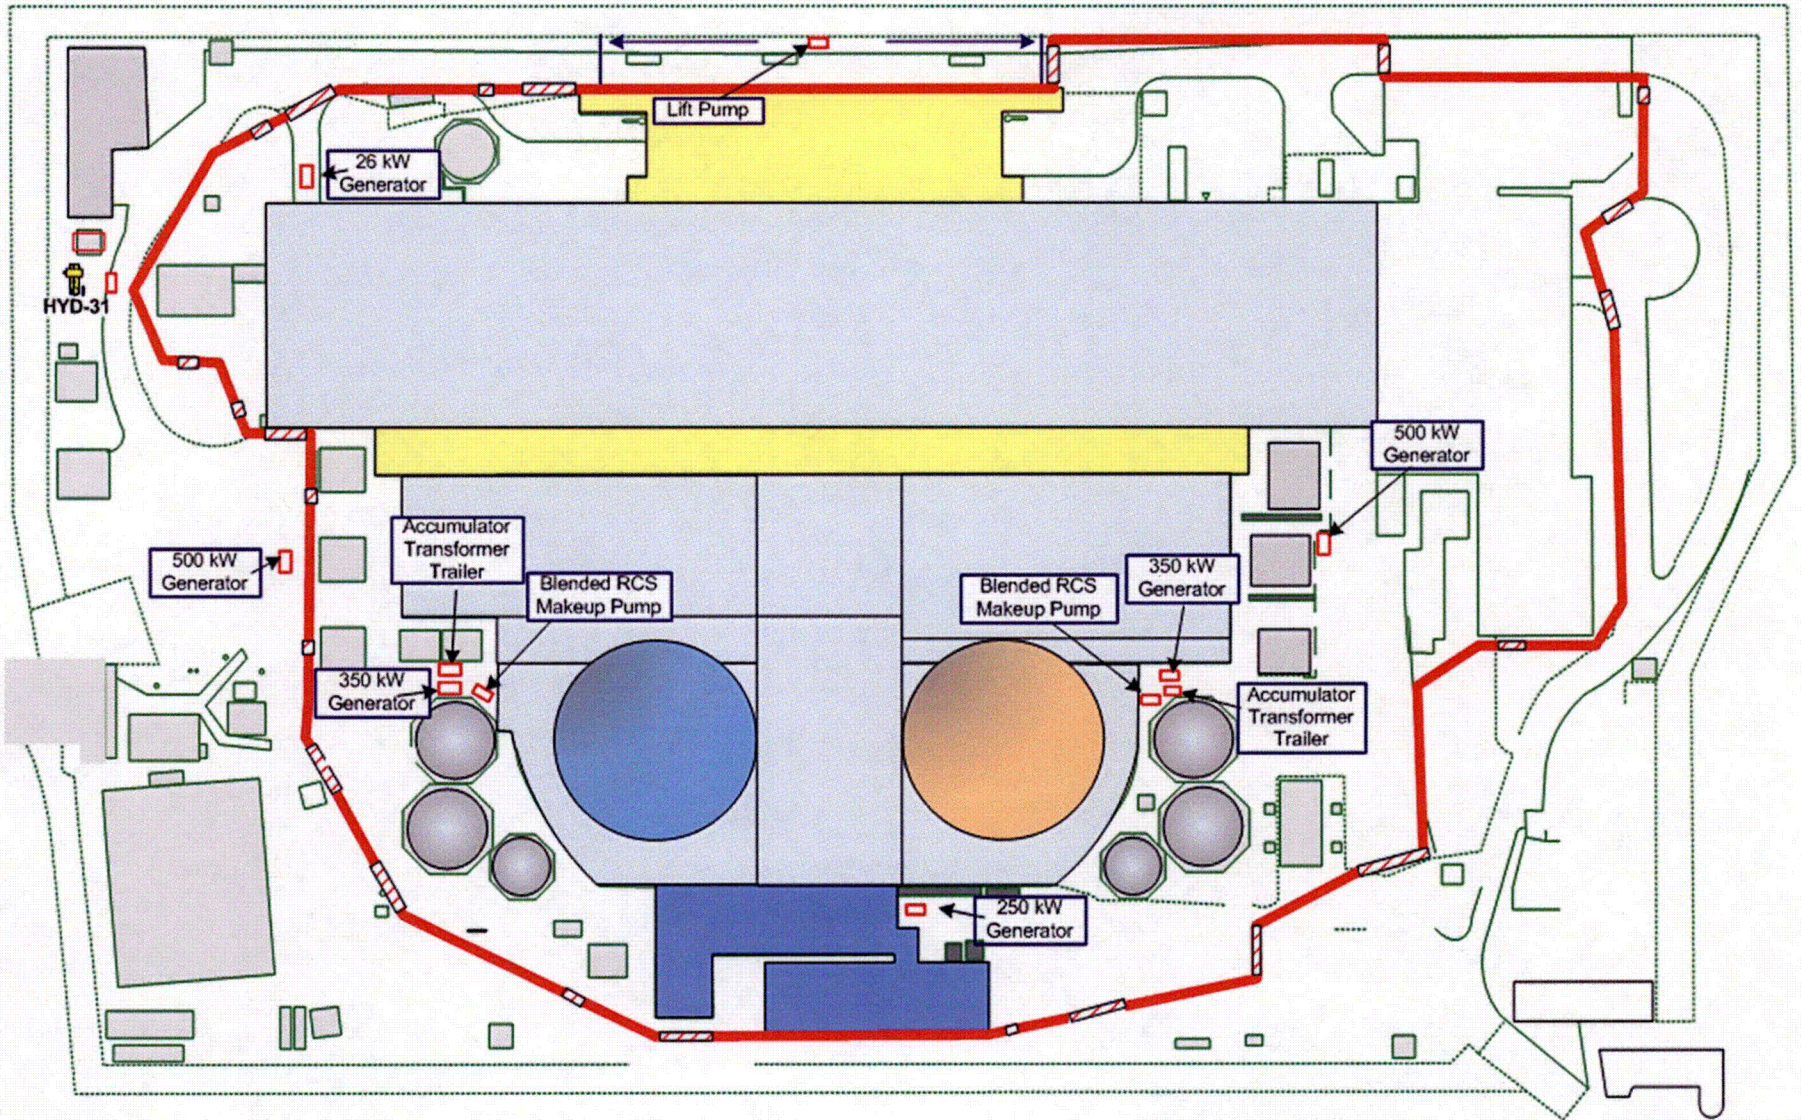 Lift Pump
26 kW
Generator
HYD-31
500 kW
Generator
Accumulator
Transformer
Trailer
350 kW
Generator
500 kW
Generator
Blended RCS
Makeup Pump
Blended RCS
Makeup Pump
350 kW
Generator
Accumulator
Transformer
Trailer
250 kW
Generator